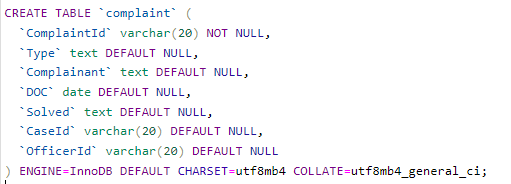 CREATE TABLE `complaint` (
  `ComplaintId` varchar(20) NOT NULL,
  `Type` text DEFAULT NULL,
  `Complainant` text DEFAULT NULL,
  `DOC` date DEFAULT NULL,
  `Solved` text DEFAULT NULL,
  `CaseId` varchar(20) DEFAULT NULL,
  `OfficerId` varchar(20) DEFAULT NULL
) ENGINE=InnoDB DEFAULT CHARSET=utf8mb4 COLLATE=utf8mb4_general_ci;